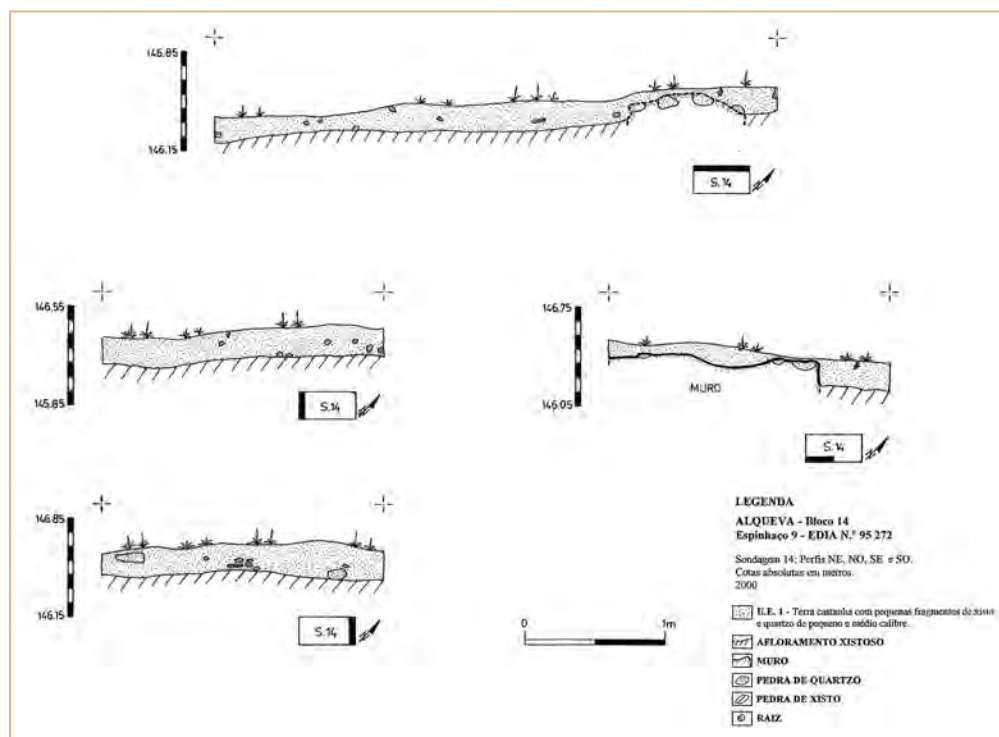 146.85
146.15
S.14
146.55
145.85
S.14
146.75
146.05
MURO
S.14
146.85
146.15
S.14
0 1m
LEGENDA
ALQUEVA - Bloco 14
Espinhaço 9 - EDIA N.º 95 272
Sondagem 14: Perfis NE, NO, SE e SO.
Cotas absolutas em metros.
2000
U.E. 1 - Terra castanha com pequenas fragmentos de xisto
e quartzo de pequeno e médio calibre.
AFLORAMENTO XISTOSO
MURO
PEDRA DE QUARTZO
PEDRA DE XISTO
RAIZ